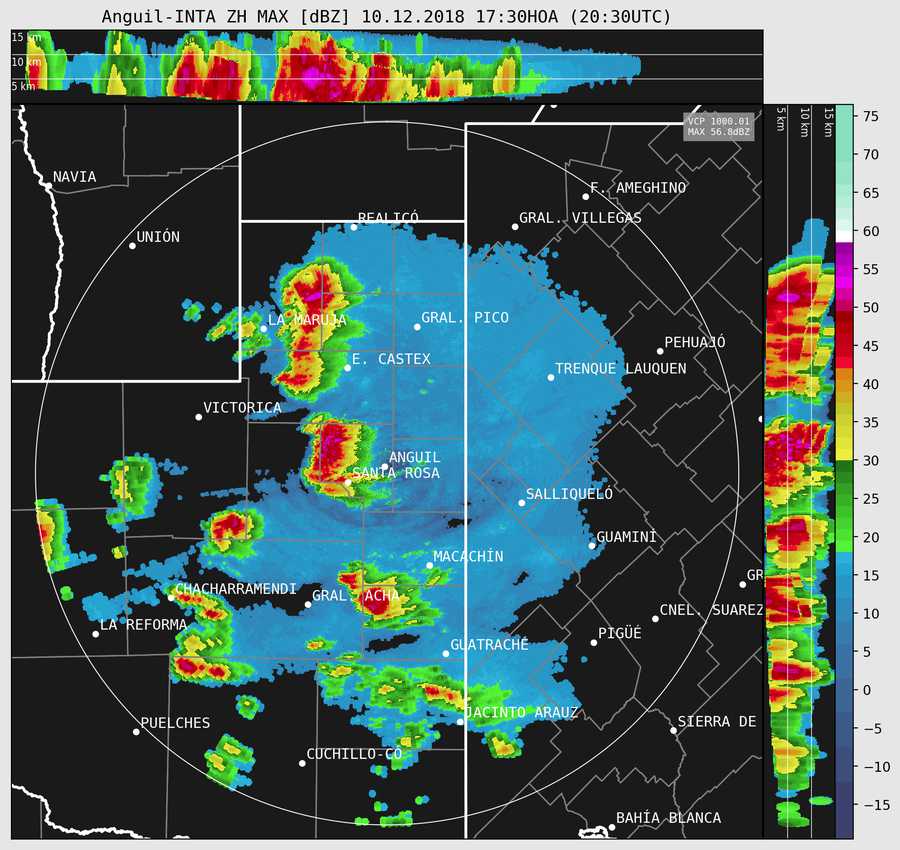 Anguil-INTA ZH MAX [dBZ] 10.12.2018 17:30HOA (20:30UTC)
15 km
10 km
5 km
5 km
10 km
15 km
VCP 1000.01
MAX 56.8dBZ
NAVIA
F. AMEGHINO
REALICÓ
GRAL. VILLEGAS
UNIÓN
LA MARUJA
GRAL. PICO
PEHUAJÓ
E. CASTEX
TRENQUE LAUQUEN
VICTORICA
ANGUIL
SANTA ROSA
SALLIQUELÓ
GUAMINÍ
MACACHÍN
GR
CHACHARRAMENDI
GRAL. ACHA
CNEL. SUAREZ
LA REFORMA
PIGÜÉ
GUATRACHÉ
JACINTO ARAUZ
PUELCHES
SIERRA DE
CUCHILLO-CÓ
BAHÍA BLANCA
75
70
65
60
55
50
45
40
35
30
25
20
15
10
5
0
−5
−10
−15